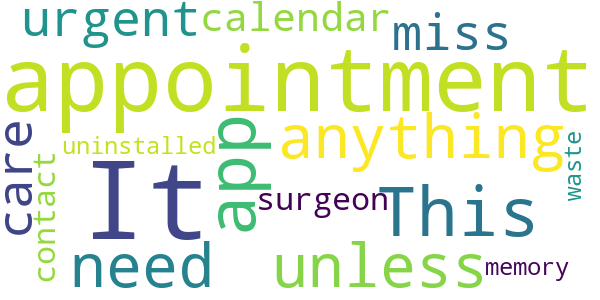 urgent
calendar
miss
appointment
care
uninstalled
app
anything
It
contact
surgeon
This
waste
need
unless
memory